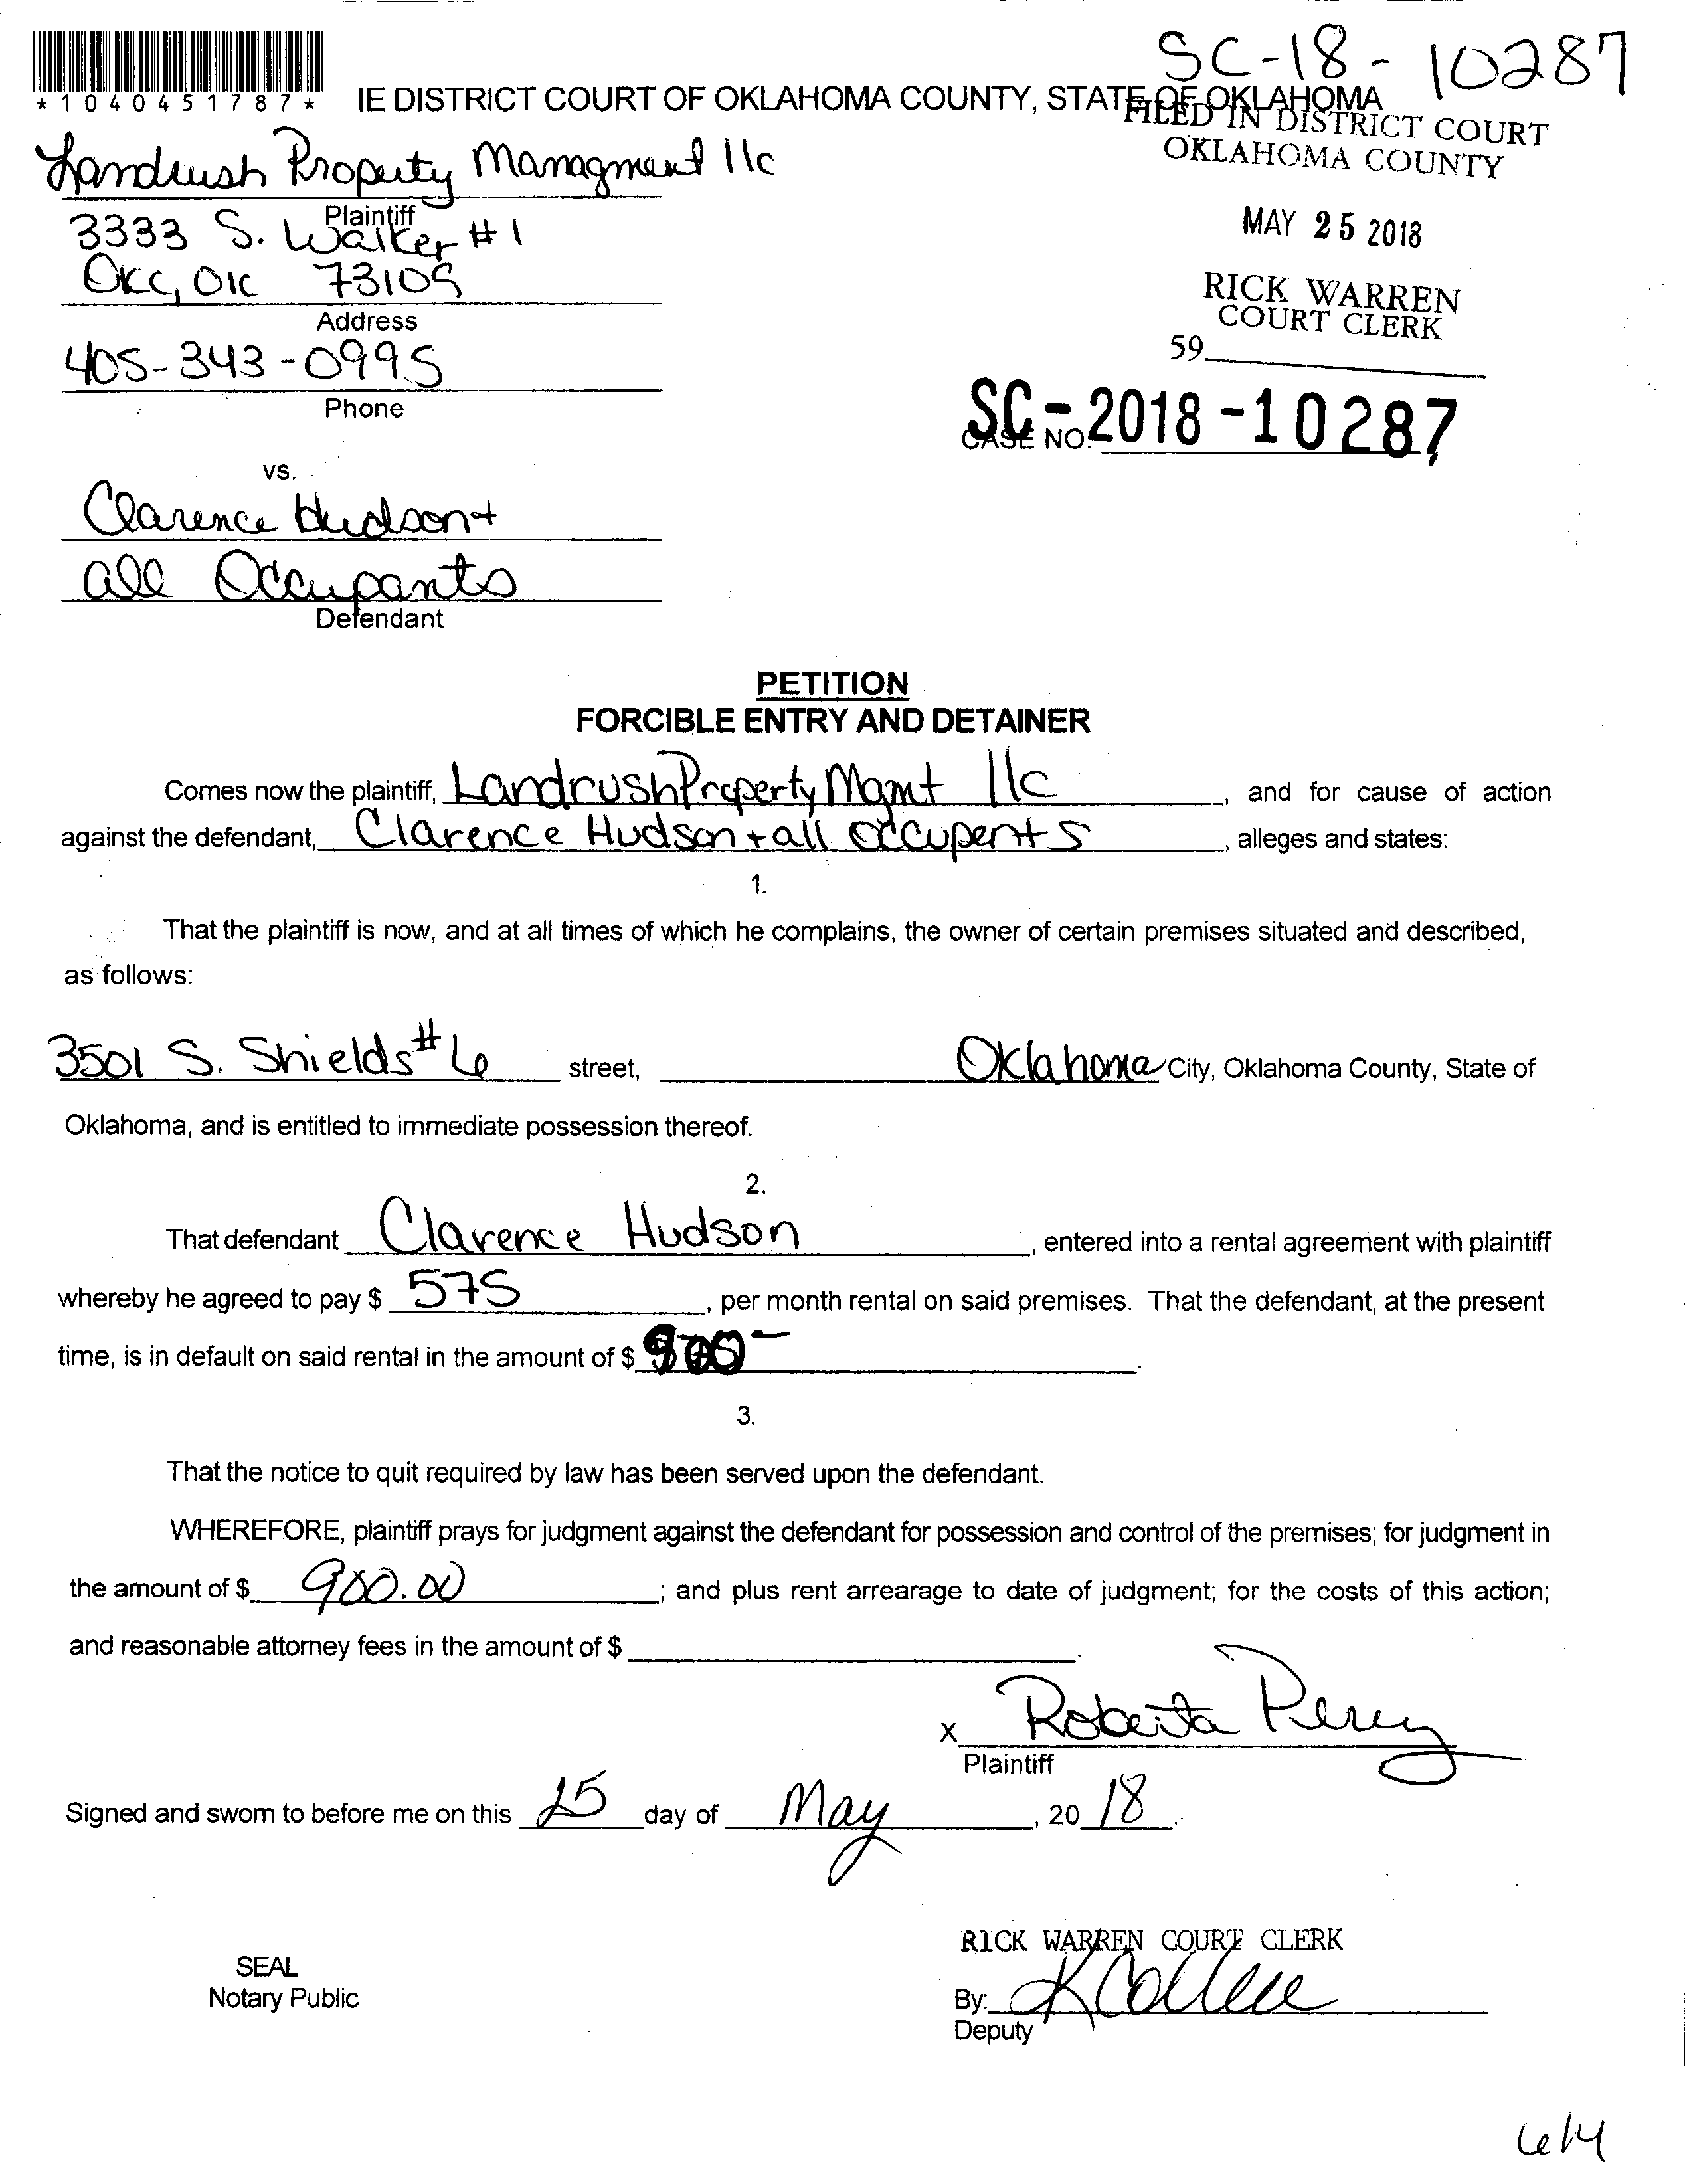 SC-18-10287
*1040451787*
IE DISTRICT COURT OF OKLAHOMA COUNTY, STATE OF OKLAHOMA
FILED IN DISTRICT COURT
OKLAHOMA COUNTY
Landrush Property Managment llc
Plaintiff
MAY 25 2018
3333 S. Walker #1
OKC, OK 73109
Address
RICK WARREN
COURT CLERK
59
405-343-0995
Phone
SC-2018-10287
CASE NO.
vs.
Clarence Hudson +
all Occupants
Defendant
PETITION
FORCIBLE ENTRY AND DETAINER
Comes now the plaintiff, Landrush Property Mgmt llc, and for cause of action
against the defendant, Clarence Hudson + all occupents, alleges and states:
1.
That the plaintiff is now, and at all times of which he complains, the owner of certain premises situated and described,
as follows:
3501 S. Shields #6 street, Oklahoma City, Oklahoma County, State of
Oklahoma, and is entitled to immediate possession thereof.
2.
That defendant Clarence Hudson, entered into a rental agreement with plaintiff
whereby he agreed to pay $ 575, per month rental on said premises. That the defendant, at the present
time, is in default on said rental in the amount of $ 900-.
3.
That the notice to quit required by law has been served upon the defendant.
WHEREFORE, plaintiff prays for judgment against the defendant for possession and control of the premises; for judgment in
the amount of $ 900.00; and plus rent arrearage to date of judgment; for the costs of this action;
and reasonable attorney fees in the amount of $.
x Roberta Perey
Plaintiff
Signed and sworn to before me on this 25 day of May, 2018.
RICK WARREN COURT CLERK
SEAL
Notary Public
By:
Deputy
614